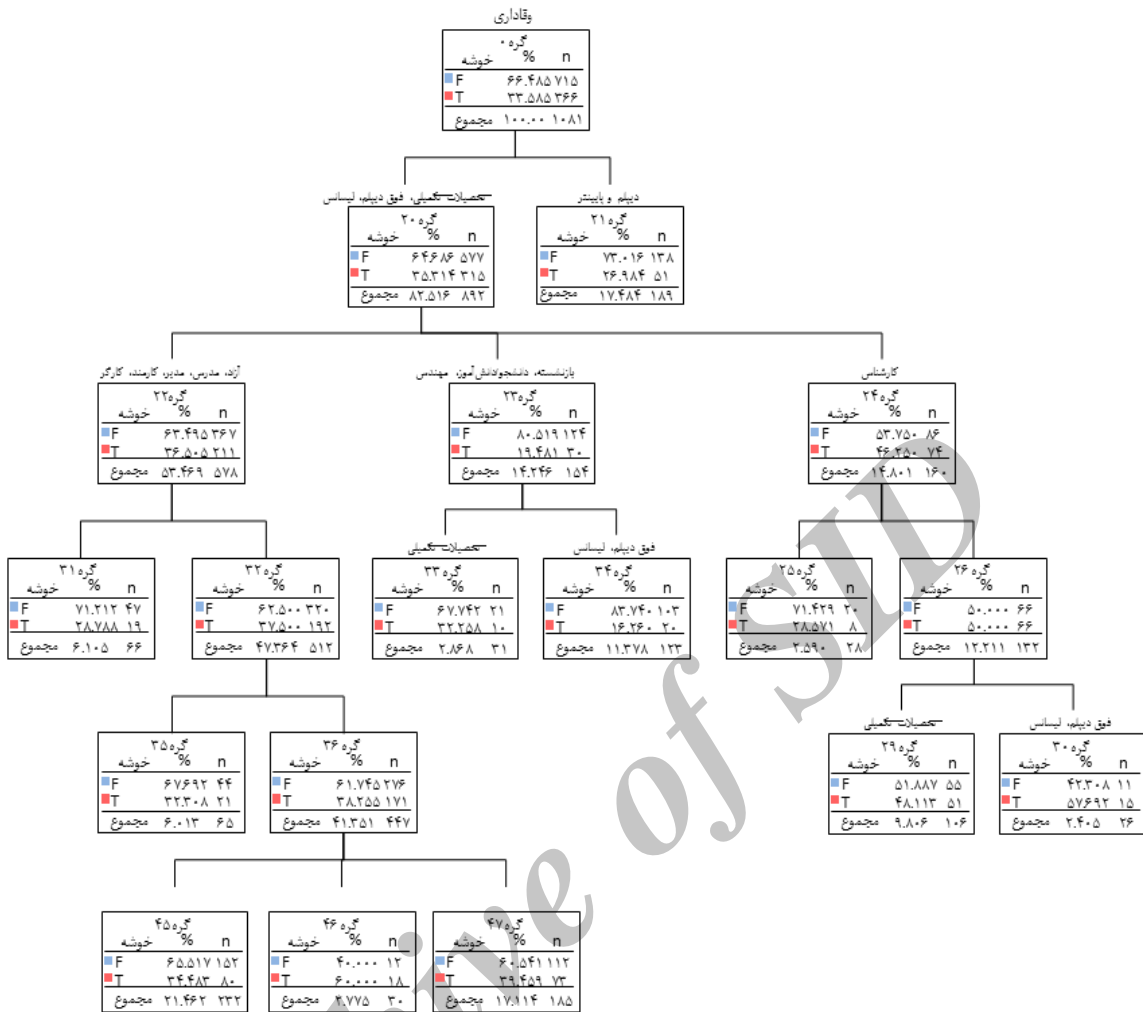 وفاداری
گره ۰
خوشه % n
F ۶۶.۴۸۵ ۷۱۵
T ۳۳.۵۸۵ ۳۶۶
مجموع ۱۰۰.۰۰ ۱۰۸۱
تحصیلات تکمیلی، فوق دیپلم، لیسانس
گره ۲۰
خوشه % n
F ۶۴۶۸۶ ۵۷۷
T ۳۵.۳۱۴ ۳۱۵
مجموع ۸۲.۵۱۶ ۸۹۲
دیپلم و پایینتر
گره ۲۱
خوشه % n
F ۷۳.۰۱۶ ۱۳۸
T ۲۶.۹۸۴ ۵۱
مجموع ۱۷.۴۸۴ ۱۸۹
آزاد، مدرس، مدیر، کارمند، کارگر
گره ۲۲
خوشه % n
F ۶۳.۴۹۵ ۳۶۷
T ۳۶.۵۰۵ ۲۱۱
مجموع ۵۳.۴۶۹ ۵۷۸
بازنشسته، دانشجو/دانش‌آموز، مهندس
گره ۲۳
خوشه % n
F ۸۰.۵۱۹ ۱۲۴
T ۱۹.۴۸۱ ۳۰
مجموع ۱۴.۲۴۶ ۱۵۴
کارشناس
گره ۲۴
خوشه % n
F ۵۳.۷۵۰ ۸۶
T ۴۶.۲۵۰ ۷۴
مجموع ۱۴.۸۰۱ ۱۶۰
گره ۳۱
خوشه % n
F ۷۱.۲۱۲ ۴۷
T ۲۸.۷۸۸ ۱۹
مجموع ۶.۱۰۵ ۶۶
گره ۳۲
خوشه % n
F ۶۲.۵۰۰ ۳۲۰
T ۳۷.۵۰۰ ۱۹۲
مجموع ۴۷.۳۶۴ ۵۱۲
تحصیلات تکمیلی
گره ۳۳
خوشه % n
F ۶۷.۷۴۲ ۲۱
T ۳۲.۲۵۸ ۱۰
مجموع ۲.۸۶۸ ۳۱
فوق دیپلم، لیسانس
گره ۳۴
خوشه % n
F ۸۳.۷۴۰ ۱۰۳
T ۱۶.۲۶۰ ۲۰
مجموع ۱۱.۳۷۸ ۱۲۳
گره ۲۵
خوشه % n
F ۷۱.۴۲۹ ۲۰
T ۲۸.۵۷۱ ۸
مجموع ۲.۵۹۰ ۲۸
گره ۲۶
خوشه % n
F ۵۰.۰۰۰ ۶۶
T ۵۰.۰۰۰ ۶۶
مجموع ۱۲.۲۱۱ ۱۳۲
گره ۳۵
خوشه % n
F ۶۷۶۹۲ ۴۴
T ۳۲.۳۰۸ ۲۱
مجموع ۶.۰۱۳ ۶۵
گره ۳۶
خوشه % n
F ۶۱.۷۴۵ ۲۷۶
T ۳۸.۲۵۵ ۱۷۱
مجموع ۴۱.۳۵۱ ۴۴۷
تحصیلات تکمیلی
گره ۲۹
خوشه % n
F ۵۱.۸۸۷ ۵۵
T ۴۸.۱۱۳ ۵۱
مجموع ۹.۸۰۶ ۱۰۶
فوق دیپلم، لیسانس
گره ۳۰
خوشه % n
F ۴۲.۳۰۸ ۱۱
T ۵۷۶۹۲ ۱۵
مجموع ۲.۴۰۵ ۲۶
گره ۴۵
خوشه % n
F ۶۵.۵۱۷ ۱۵۲
T ۳۴.۴۸۳ ۸۰
مجموع ۲۱.۴۶۲ ۲۳۲
گره ۴۶
خوشه % n
F ۴۰.۰۰۰ ۱۲
T ۶۰.۰۰۰ ۱۸
مجموع ۲.۷۷۵ ۳۰
گره ۴۷
خوشه % n
F ۶۰.۵۴۱ ۱۱۲
T ۳۹.۴۵۹ ۷۳
مجموع ۱۷.۱۱۴ ۱۸۵
ive of SID